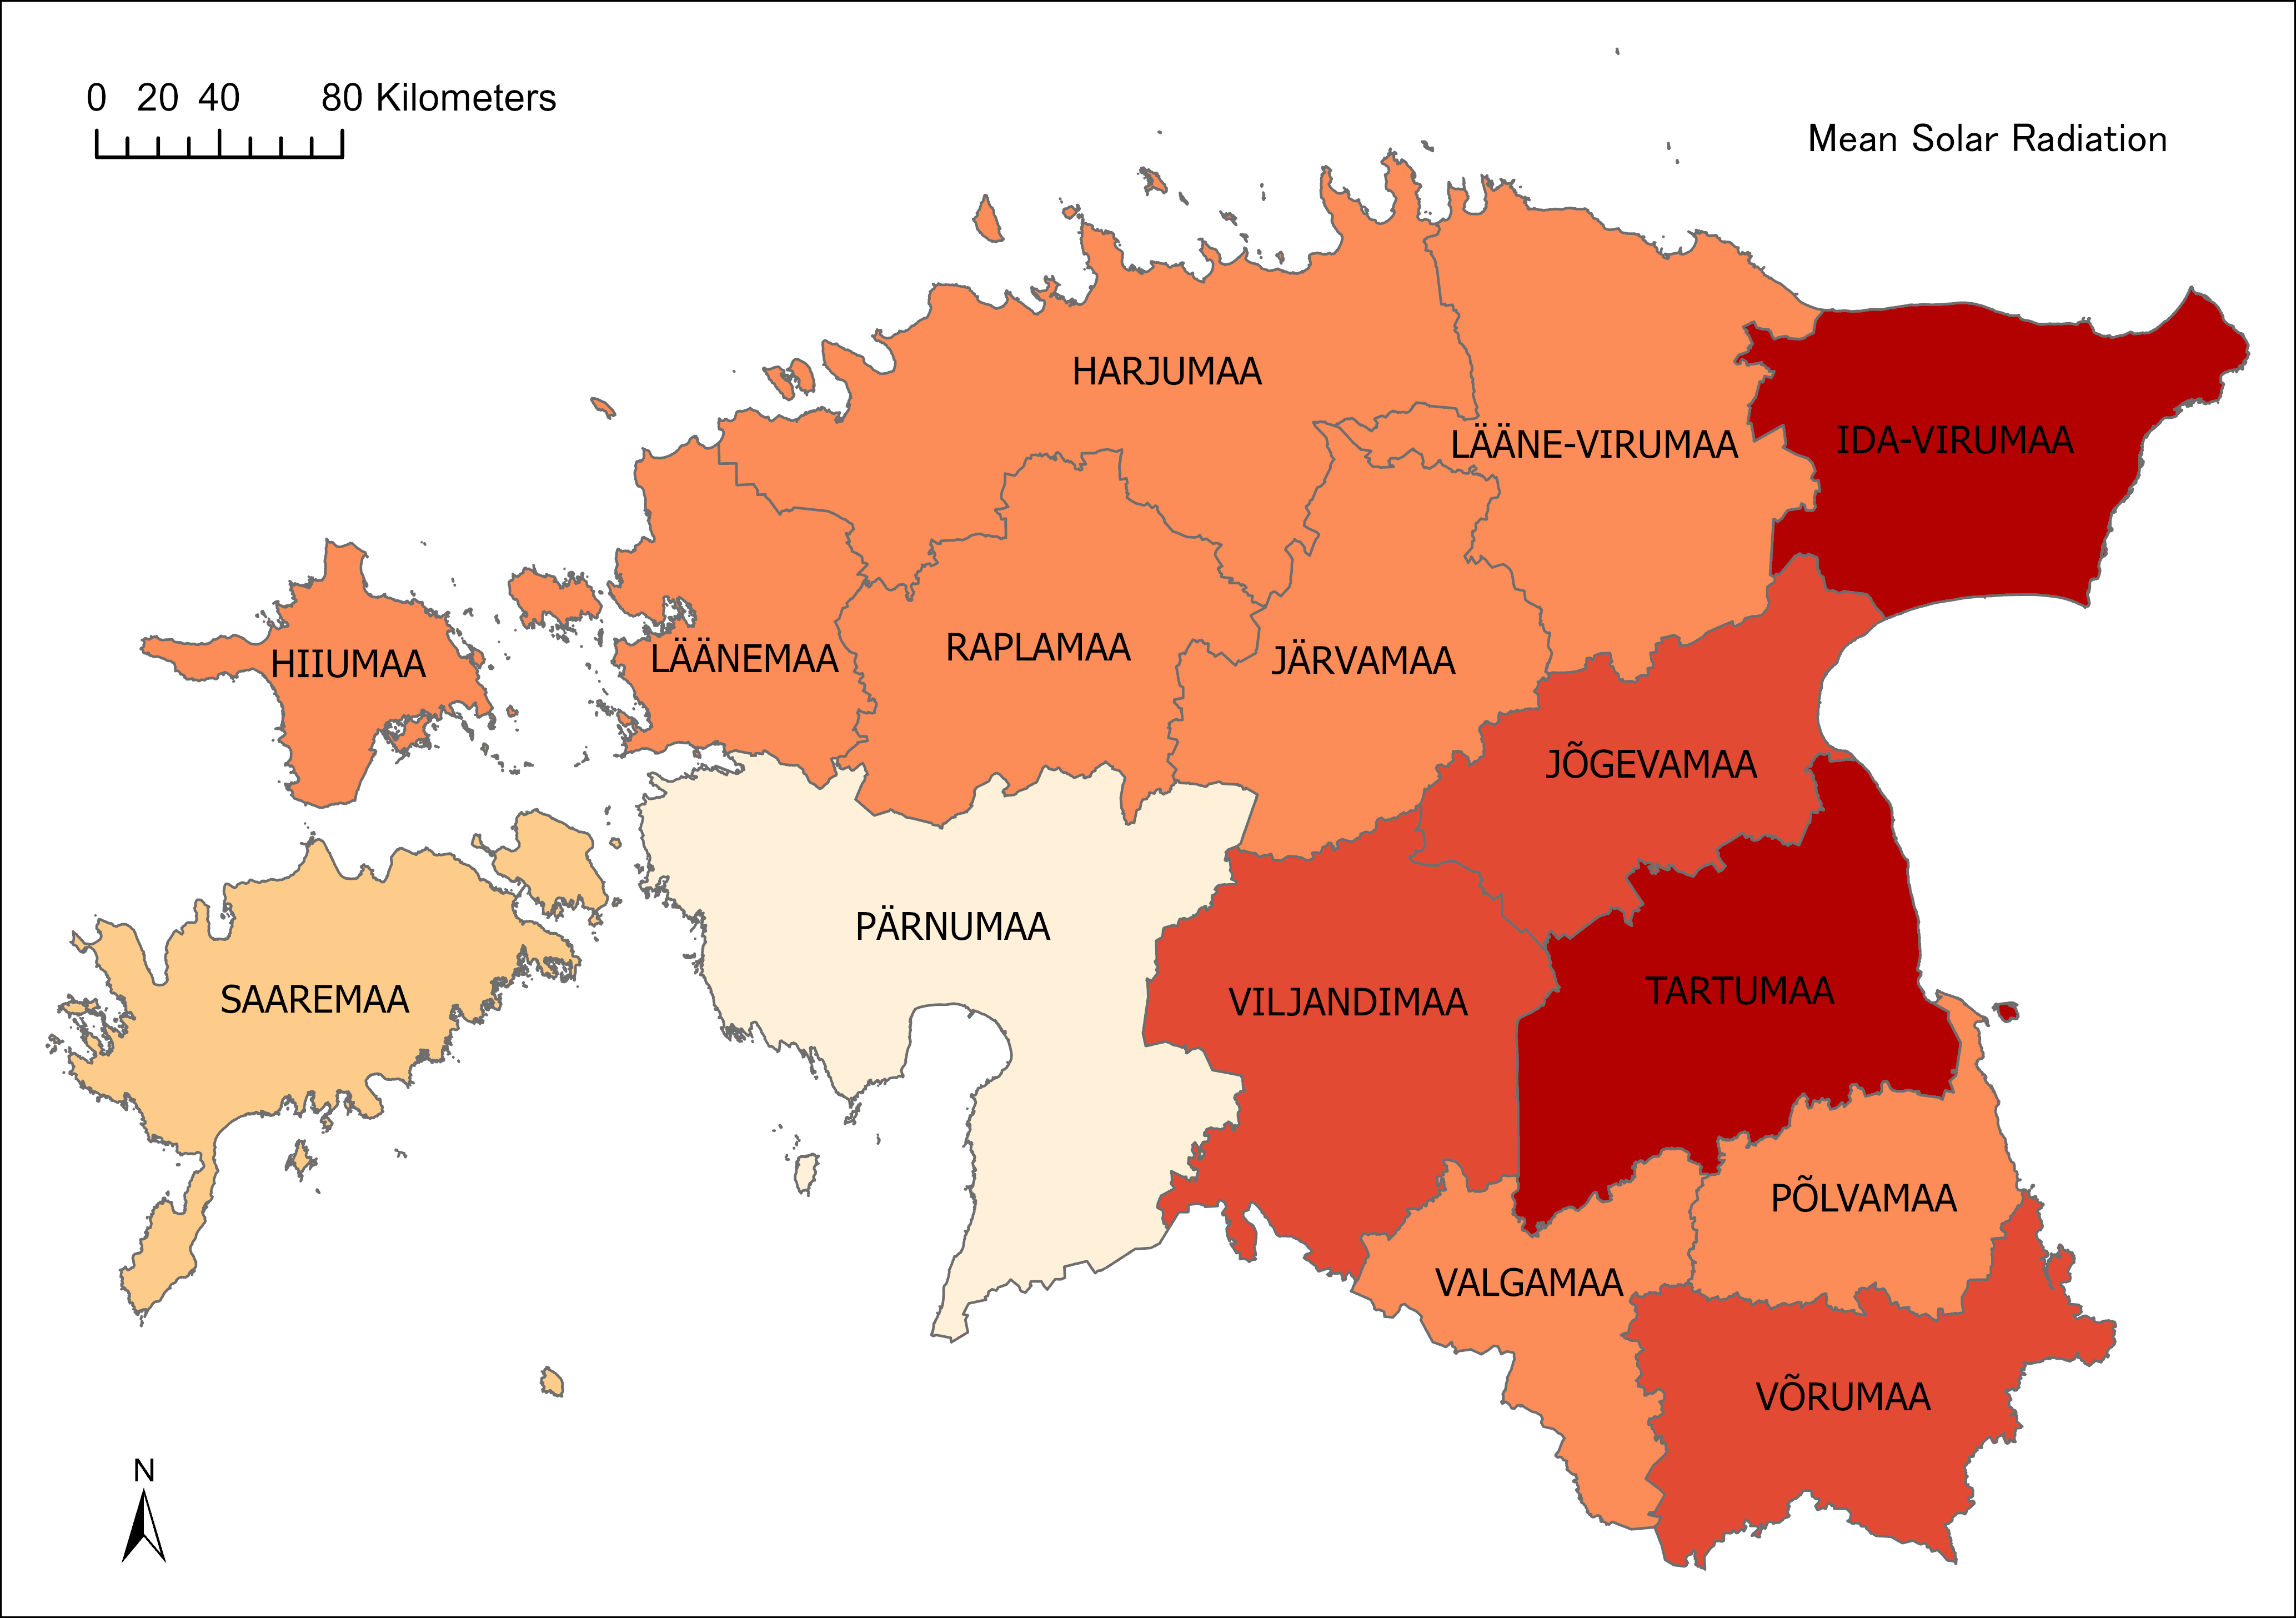 0 20 40 80 Kilometers
Mean Solar Radiation
HARJUMAA
LÄÄNE-VIRUMAA
IDA-VIRUMAA
HIIUMAA
LÄÄNEMAA
RAPLAMAA
JÄRVAMAA
JÕGEVAMAA
PÄRNUMAA
SAAREMAA
VILJANDIMAA
TARTUMAA
PÕLVAMAA
VALGAMAA
VÕRUMAA
N